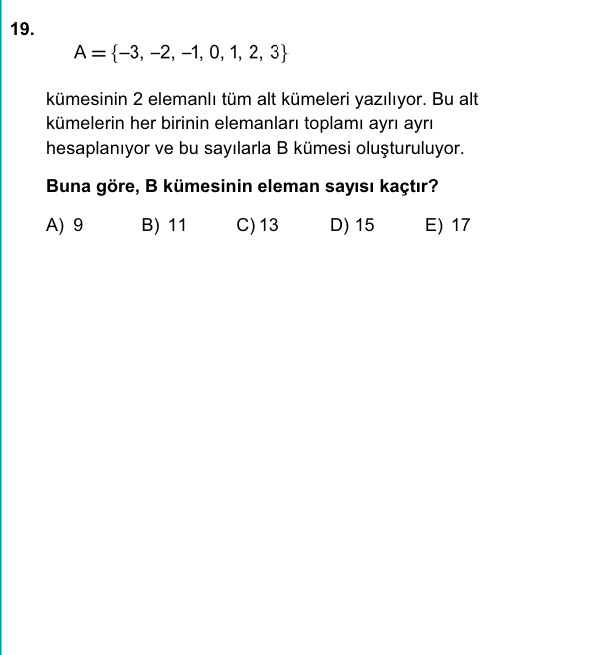 19.
A = {–3, –2, –1, 0, 1, 2, 3}
kümesinin 2 elemanlı tüm alt kümeleri yazılıyor. Bu alt
kümelerin her birinin elemanları toplamı ayrı ayrı
hesaplanıyor ve bu sayılarla B kümesi oluşturuluyor.
Buna göre, B kümesinin eleman sayısı kaçtır?
A) 9 B) 11 C) 13 D) 15 E) 17